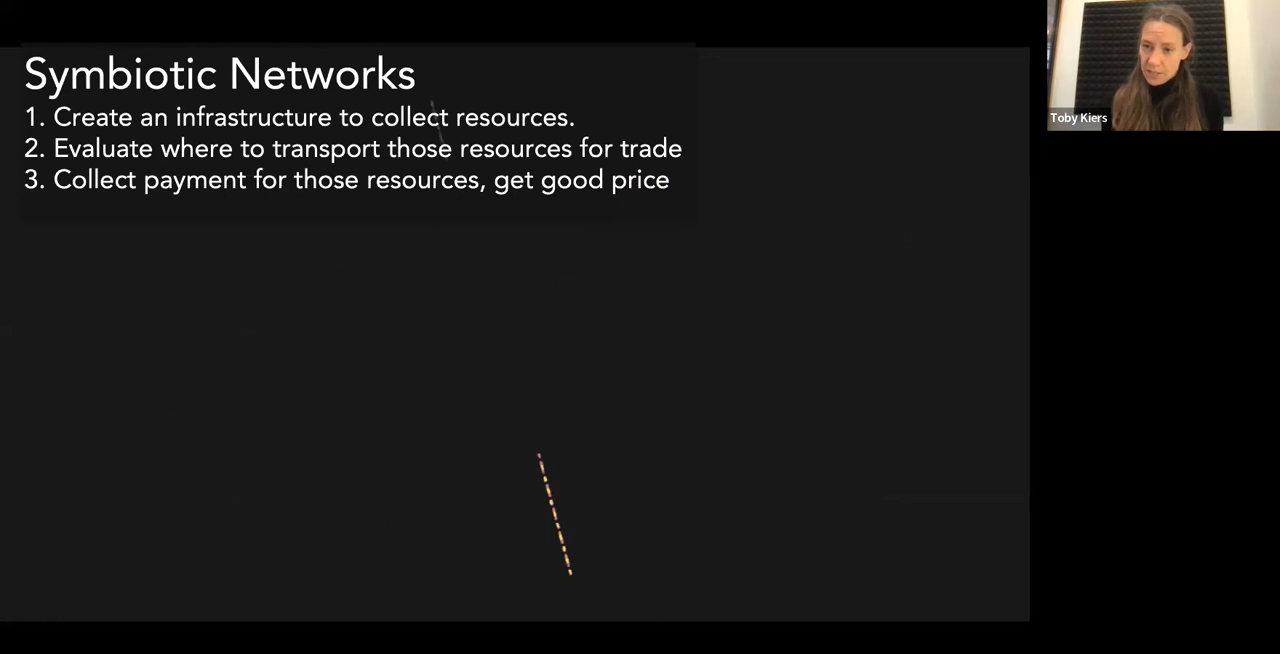 Symbiotic Networks
1. Create an infrastructure to collect resources.
2. Evaluate where to transport those resources for trade
3. Collect payment for those resources, get good price
Toby Kiers